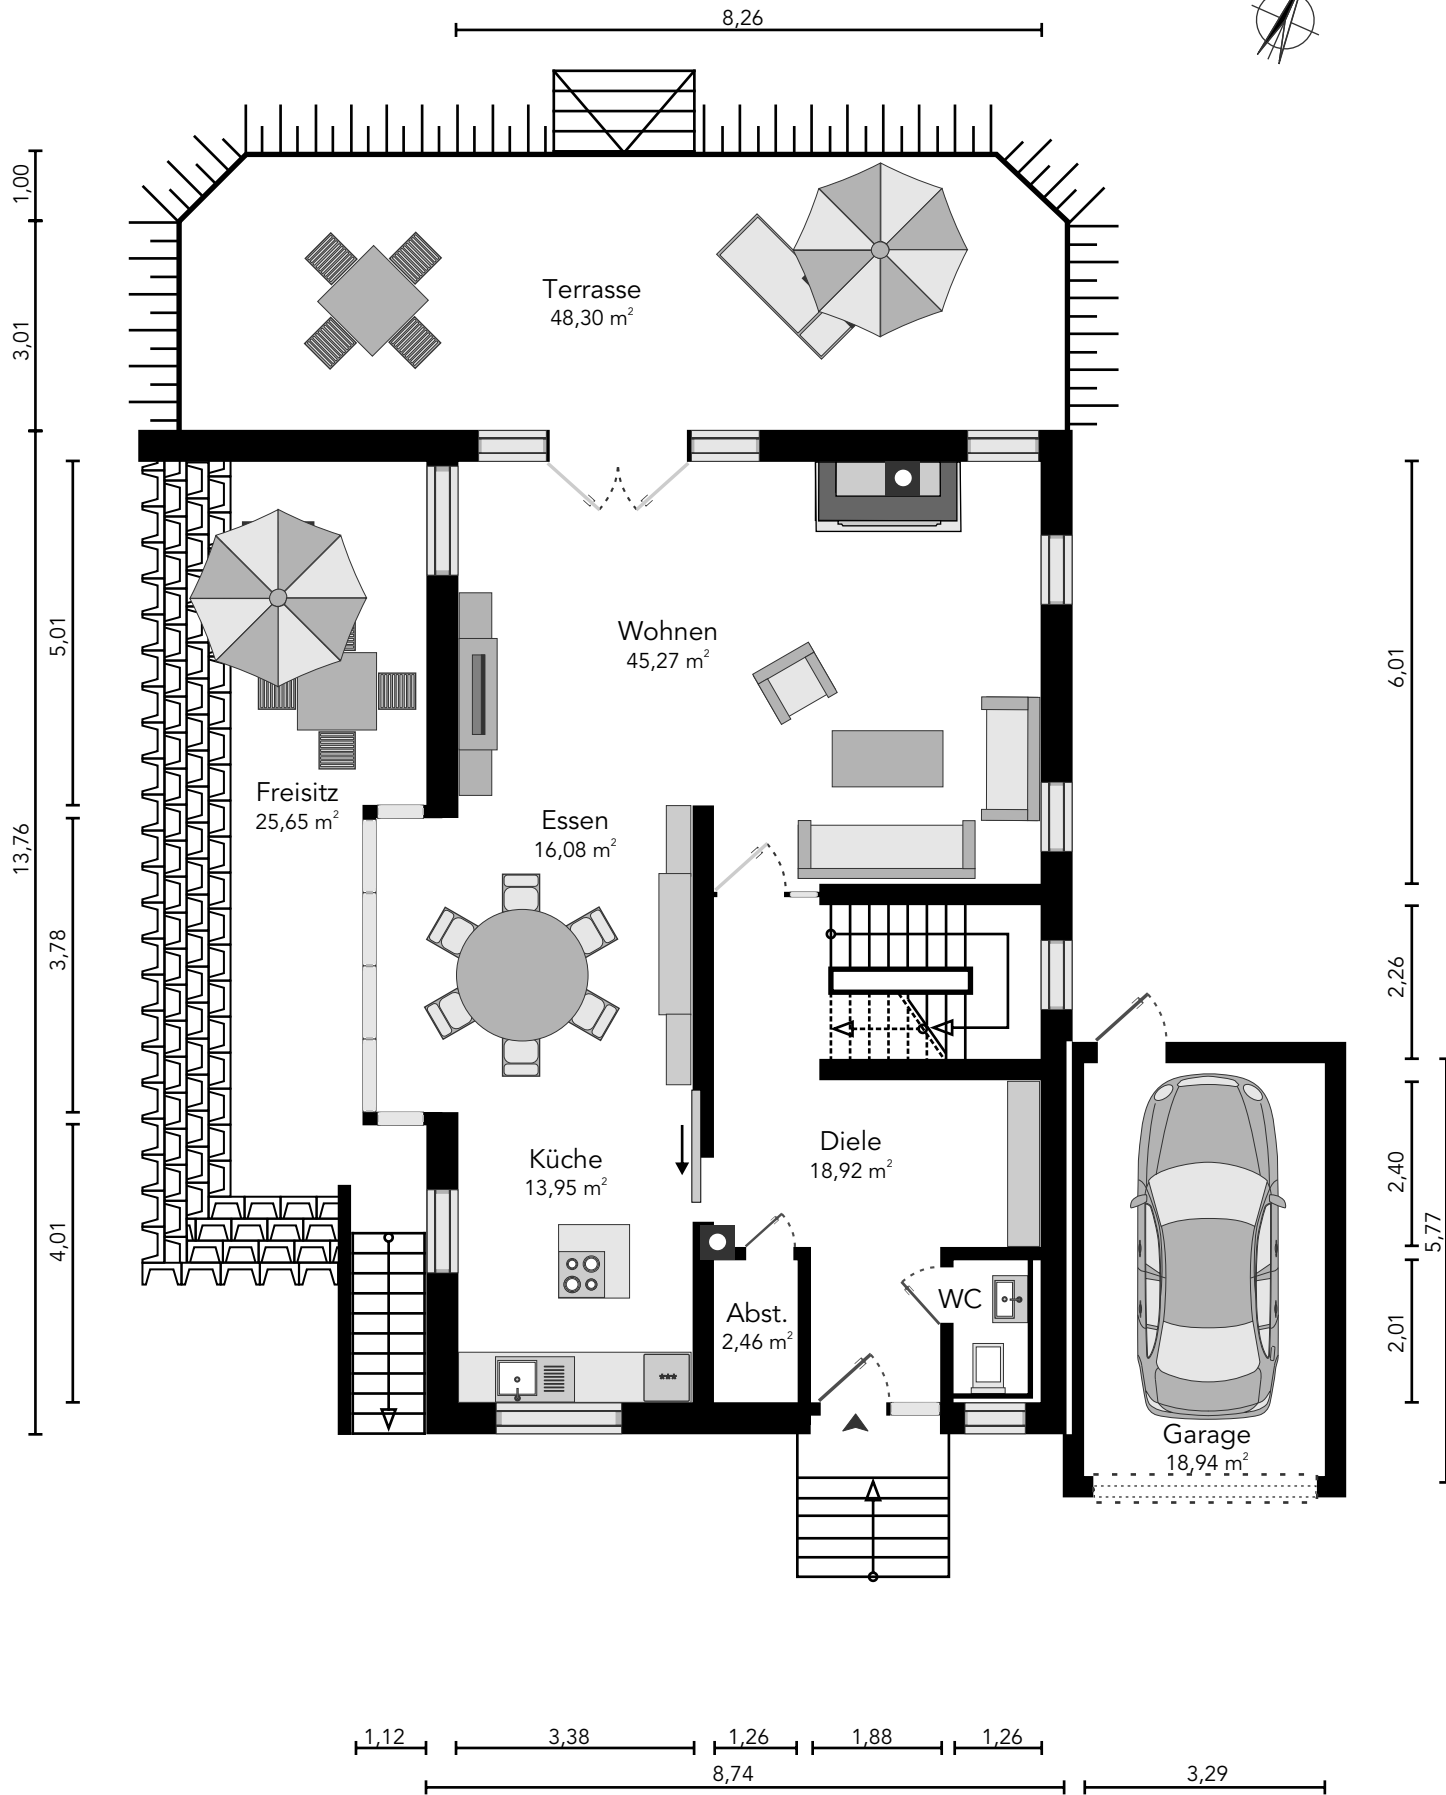 8,26
1,00
3,01
Terrasse
48,30 m²
13,76
5,01
Wohnen
45,27 m²
6,01
Freisitz
25,65 m²
Essen
16,08 m²
3,78
2,26
Küche
13,95 m²
Diele
18,92 m²
2,40
5,77
4,01
WC
Abst.
2,46 m²
2,01
***
Garage
18,94 m²
1,12
3,38
1,26
1,88
1,26
8,74
3,29